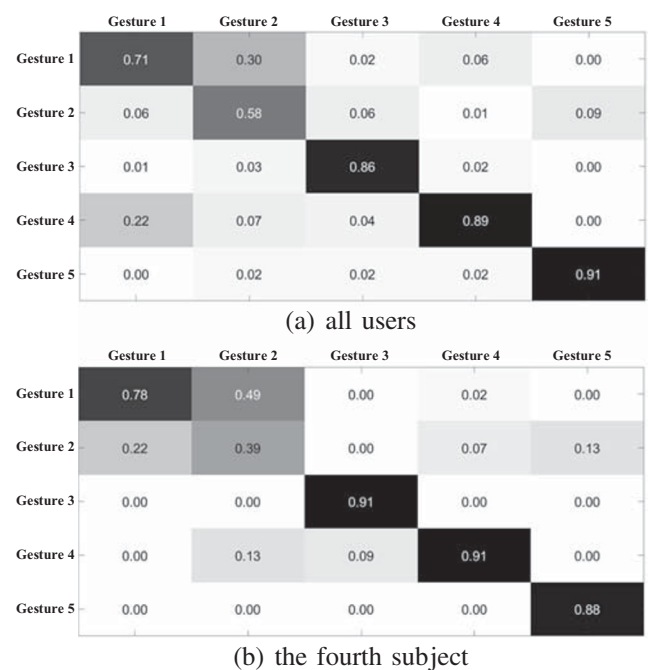 Gesture 1 Gesture 2 Gesture 3 Gesture 4 Gesture 5
Gesture 1 0.71 0.30 0.02 0.06 0.00
Gesture 2 0.06 0.58 0.06 0.01 0.09
Gesture 3 0.01 0.03 0.86 0.02 0.00
Gesture 4 0.22 0.07 0.04 0.89 0.00
Gesture 5 0.00 0.02 0.02 0.02 0.91
(a) all users
Gesture 1 Gesture 2 Gesture 3 Gesture 4 Gesture 5
Gesture 1 0.78 0.49 0.00 0.02 0.00
Gesture 2 0.22 0.39 0.00 0.07 0.13
Gesture 3 0.00 0.00 0.91 0.00 0.00
Gesture 4 0.00 0.13 0.09 0.91 0.00
Gesture 5 0.00 0.00 0.00 0.00 0.88
(b) the fourth subject